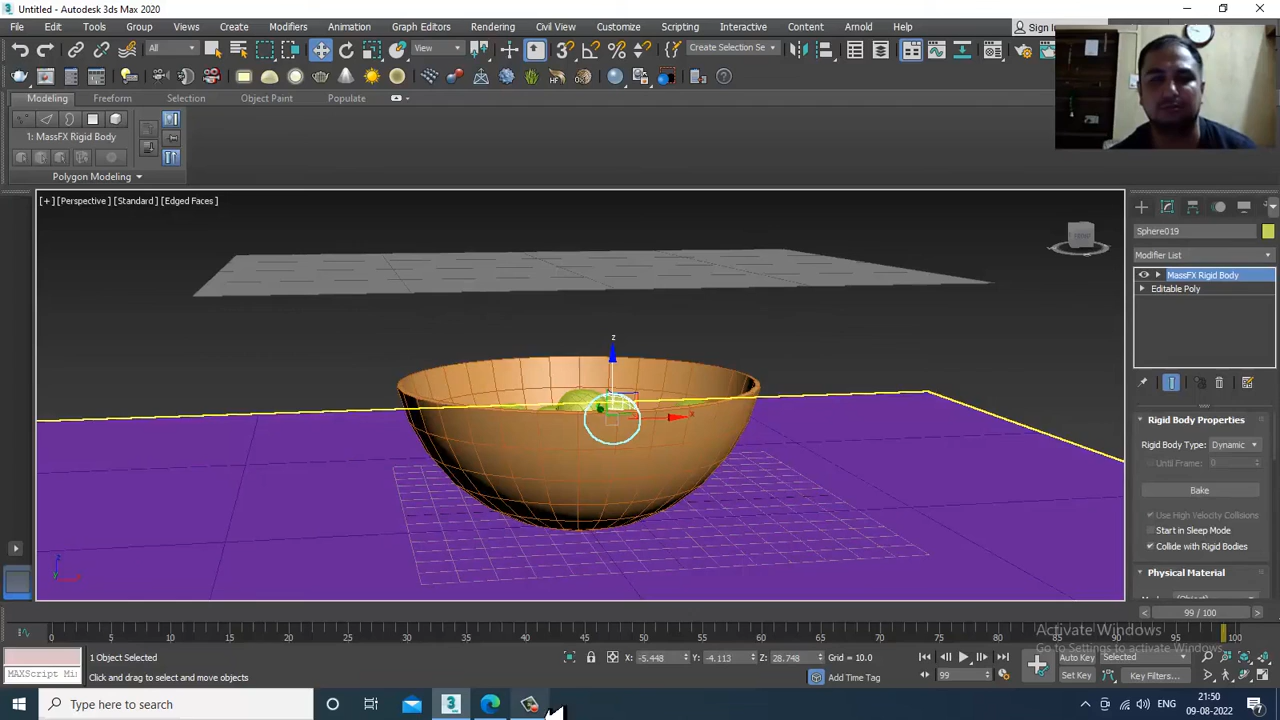 Untitled - Autodesk 3ds Max 2020
File Edit Tools Group Views Create Modifiers Animation Graph Editors Rendering Civil View Customize Scripting Interactive Content Arnold Help Sign In
All View Create Selection Se
Modeling Freeform Selection Object Paint Populate
1: MassFX Rigid Body
Polygon Modeling
[+] [Perspective] [Standard] [Edged Faces]
Sphere019
Modifier List
MassFX Rigid Body
Editable Poly
Rigid Body Properties
Rigid Body Type: Dynamic
Until Frame: 0
Bake
Use High Velocity Collisions
Start in Sleep Mode
Collide with Rigid Bodies
Physical Material
z
x
z
99 / 100
0 5 10 15 20 25 30 35 40 45 50 55 60 65 70 75 80 85 90 95 100
Activate Windows
Go to Settings to activate Windows.
1 Object Selected
X: -5.448 Y: -4.113 Z: 28.748 Grid = 10.0
Auto Key Selected
MAXScript Mi
Click and drag to select and move objects
Add Time Tag
99
Set Key Key Filters...
Type here to search
ENG
21:50
09-08-2022
7